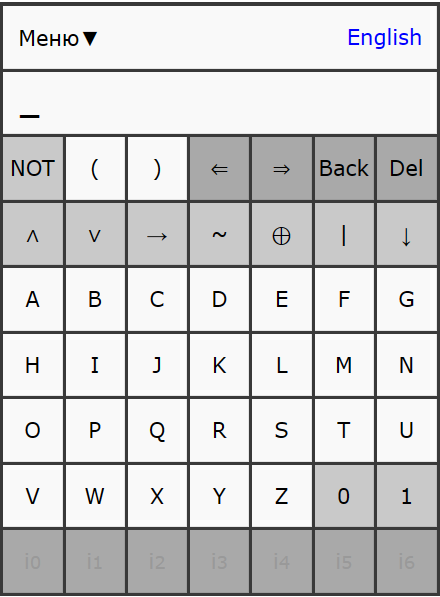 Меню▼ English
_
NOT ( ) ⇐ ⇒ Back Del
∧ ∨ → ~ ⊕ | ↓
A B C D E F G
H I J K L M N
O P Q R S T U
V W X Y Z 0 1
i0 i1 i2 i3 i4 i5 i6